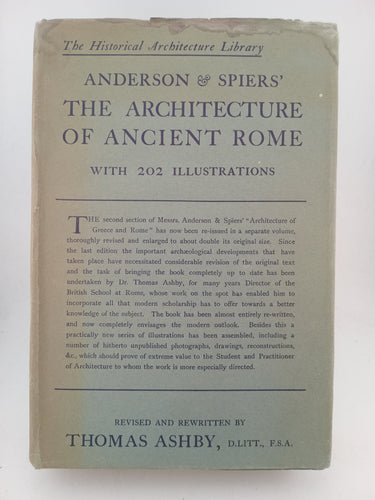 The Historical Architecture Library
ANDERSON & SPIERS'
THE ARCHITECTURE
OF ANCIENT ROME
WITH 202 ILLUSTRATIONS
THE second section of Messrs. Anderson & Spiers' "Architecture of
Greece and Rome" has now been re-issued in a separate volume,
thoroughly revised and enlarged to about double its original size. Since
the last edition the important archæological developments that have
taken place have necessitated considerable revision of the original text
and the task of bringing the book completely up to date has been
undertaken by Dr. Thomas Ashby, for many years Director of the
British School at Rome, whose work on the spot has enabled him to
incorporate all that modern scholarship has to offer towards a better
knowledge of the subject. The book has been almost entirely re-written,
and now completely envisages the modern outlook. Besides this a
practically new series of illustrations has been assembled, including a
number of hitherto unpublished photographs, drawings, reconstructions,
&c., which should prove of extreme value to the Student and Practitioner
of Architecture to whom the work is more especially directed.
REVISED AND REWRITTEN BY
THOMAS ASHBY, D.LITT., F.S.A.